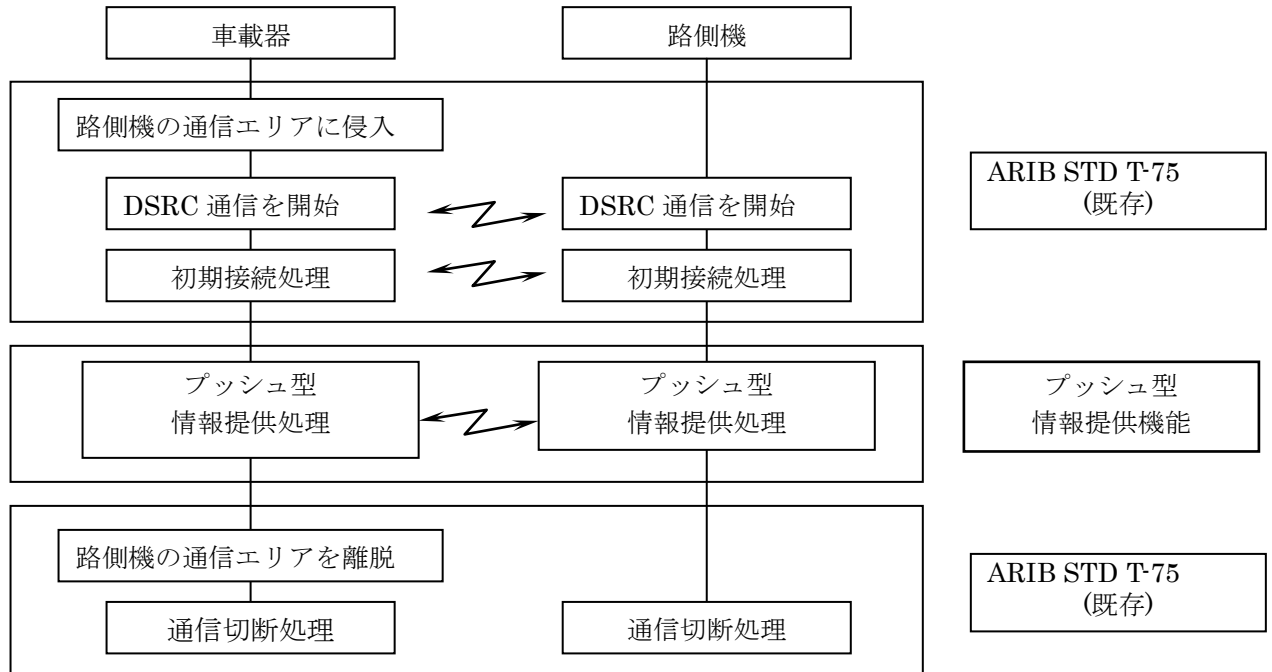 車載器
路側機
路側機の通信エリアに侵入
DSRC 通信を開始
DSRC 通信を開始
ARIB STD T-75
(既存)
初期接続処理
初期接続処理
プッシュ型
情報提供処理
プッシュ型
情報提供処理
プッシュ型
情報提供機能
路側機の通信エリアを離脱
通信切断処理
通信切断処理
ARIB STD T-75
(既存)